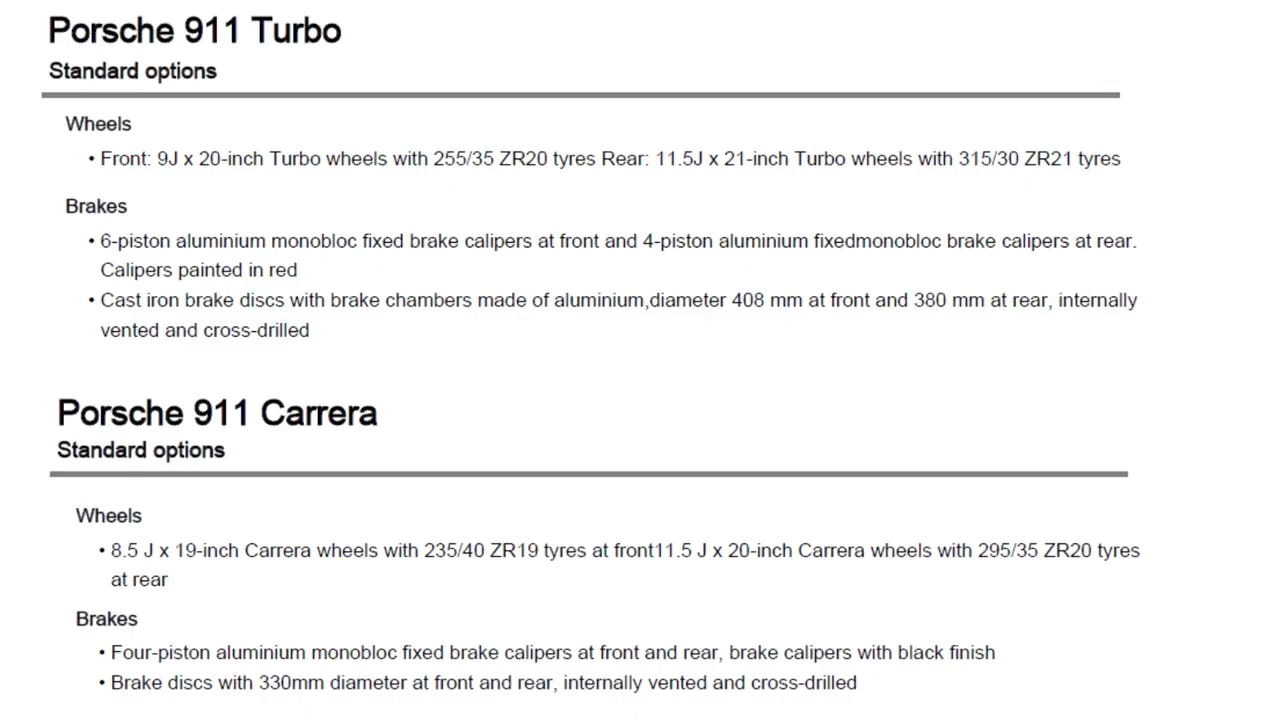 Porsche 911 Turbo
Standard options
Wheels
• Front: 9J x 20-inch Turbo wheels with 255/35 ZR20 tyres Rear: 11.5J x 21-inch Turbo wheels with 315/30 ZR21 tyres
Brakes
• 6-piston aluminium monobloc fixed brake calipers at front and 4-piston aluminium fixedmonobloc brake calipers at rear.
Calipers painted in red
• Cast iron brake discs with brake chambers made of aluminium,diameter 408 mm at front and 380 mm at rear, internally
vented and cross-drilled
Porsche 911 Carrera
Standard options
Wheels
• 8.5 J x 19-inch Carrera wheels with 235/40 ZR19 tyres at front11.5 J x 20-inch Carrera wheels with 295/35 ZR20 tyres
at rear
Brakes
• Four-piston aluminium monobloc fixed brake calipers at front and rear, brake calipers with black finish
• Brake discs with 330mm diameter at front and rear, internally vented and cross-drilled